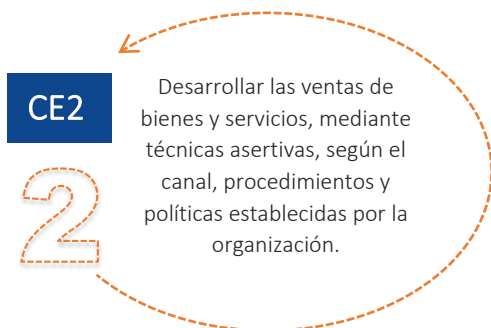 CE2
2
Desarrollar las ventas de
bienes y servicios, mediante
técnicas asertivas, según el
canal, procedimientos y
políticas establecidas por la
organización.